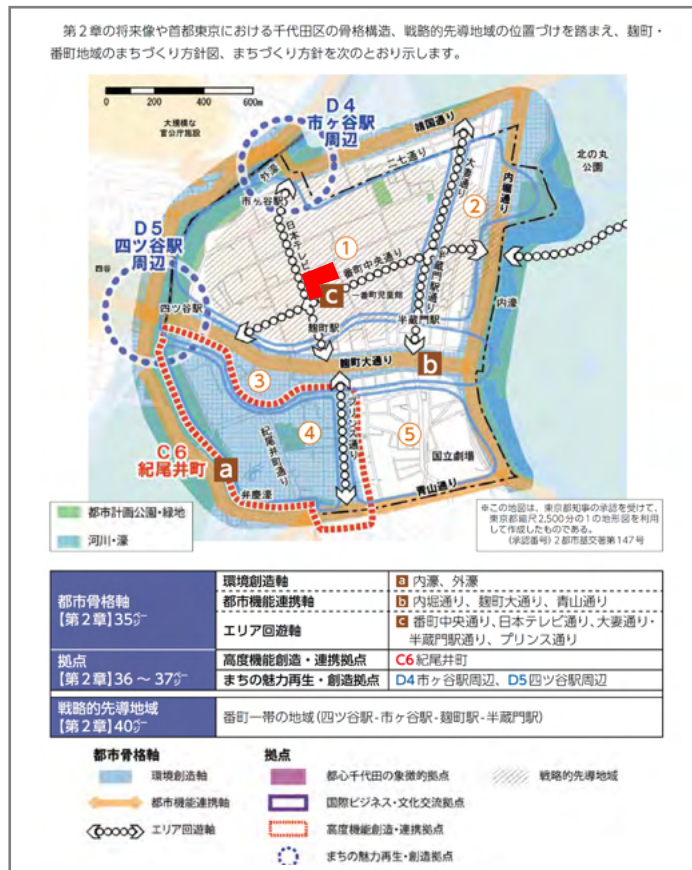 第2章の将来像や首都東京における千代田区の骨格構造、戦略的先導地域の位置づけを踏まえ、麹町・
番町地域のまちづくり方針図、まちづくり方針を次のとおり示します。
0 200 400 600m
大規模な
官公庁施設
D4
市ヶ谷駅
周辺
靖国通り
北の丸
公園
外濠
二七通り
大妻通り
内堀通り
市ヶ谷駅
日本テレビ
①
②
D5
四ツ谷駅
周辺
四谷
番町中央通り
半蔵門駅通り
C
一番町児童館
内濠
四ツ谷駅
麹町駅
半蔵門駅
麹町大通り
b
③
プリンス通り
④
⑤
紀尾井町通り
国立劇場
C6
紀尾井町
a
弁慶濠
青山通り
都市計画公園・緑地
河川・濠
※この地図は、東京都知事の承認を受けて、
東京都縮尺2,500分の1の地形図を利用
して作成したものである。
(承認番号)2都市基交著第147号
都市骨格軸
【第2章】35ページ
環境創造軸 a 内濠、外濠
都市機能連携軸 b 内堀通り、麹町大通り、青山通り
エリア回遊軸 C 番町中央通り、日本テレビ通り、大妻通り・
半蔵門駅通り、プリンス通り
拠点
【第2章】36～37ページ
高度機能創造・連携拠点 C6紀尾井町
まちの魅力再生・創造拠点 D4市ヶ谷駅周辺、D5四ツ谷駅周辺
戦略的先導地域
【第2章】40ページ
番町一帯の地域(四ツ谷駅-市ヶ谷駅-麹町駅-半蔵門駅)
都市骨格軸 拠点
環境創造軸 都心千代田の象徴的拠点 戦略的先導地域
都市機能連携軸 国際ビジネス・文化交流拠点
エリア回遊軸 高度機能創造・連携拠点
まちの魅力再生・創造拠点